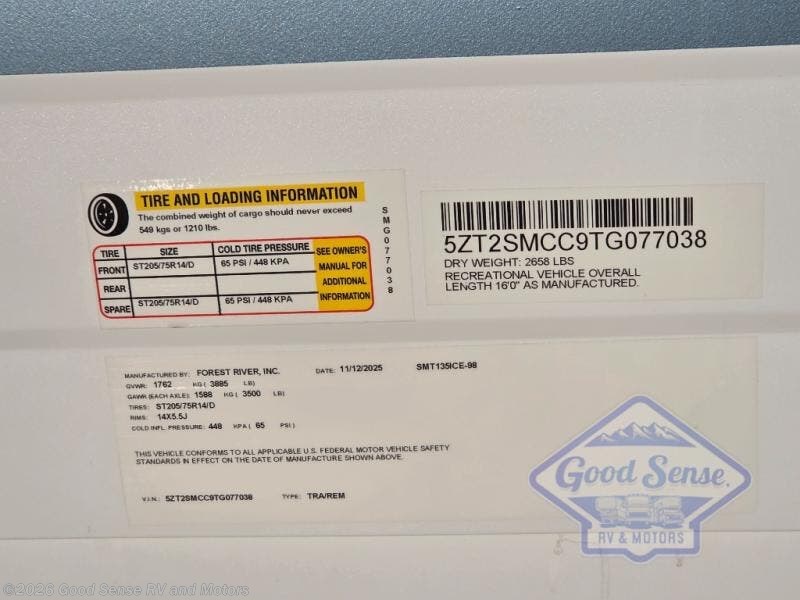 TIRE AND LOADING INFORMATION
The combined weight of cargo should never exceed
549 kgs or 1210 lbs.
SMG077038
TIRE SIZE COLD TIRE PRESSURE SEE OWNER'S MANUAL FOR ADDITIONAL INFORMATION
FRONT ST205/75R14/D 65 PSI / 448 KPA
REAR
SPARE ST205/75R14/D 65 PSI / 448 KPA
5ZT2SMCC9TG077038
DRY WEIGHT: 2658 LBS
RECREATIONAL VEHICLE OVERALL
LENGTH 16'0" AS MANUFACTURED.
MANUFACTURED BY: FOREST RIVER, INC. DATE: 11/12/2025 SMT135ICE-98
GVWR: 1762 KG ( 3885 LB)
GAWR (EACH AXLE): 1588 KG ( 3500 LB)
TIRES: ST205/75R14/D
RIMS: 14X5.5J
COLD INFL. PRESSURE: 448 KPA ( 65 PSI )
THIS VEHICLE CONFORMS TO ALL APPLICABLE U.S. FEDERAL MOTOR VEHICLE SAFETY
STANDARDS IN EFFECT ON THE DATE OF MANUFACTURE SHOWN ABOVE.
V.I.N.: 5ZT2SMCC9TG077038 TYPE: TRA/REM
Good Sense.
RV & MOTORS
©2026 Good Sense RV and Motors